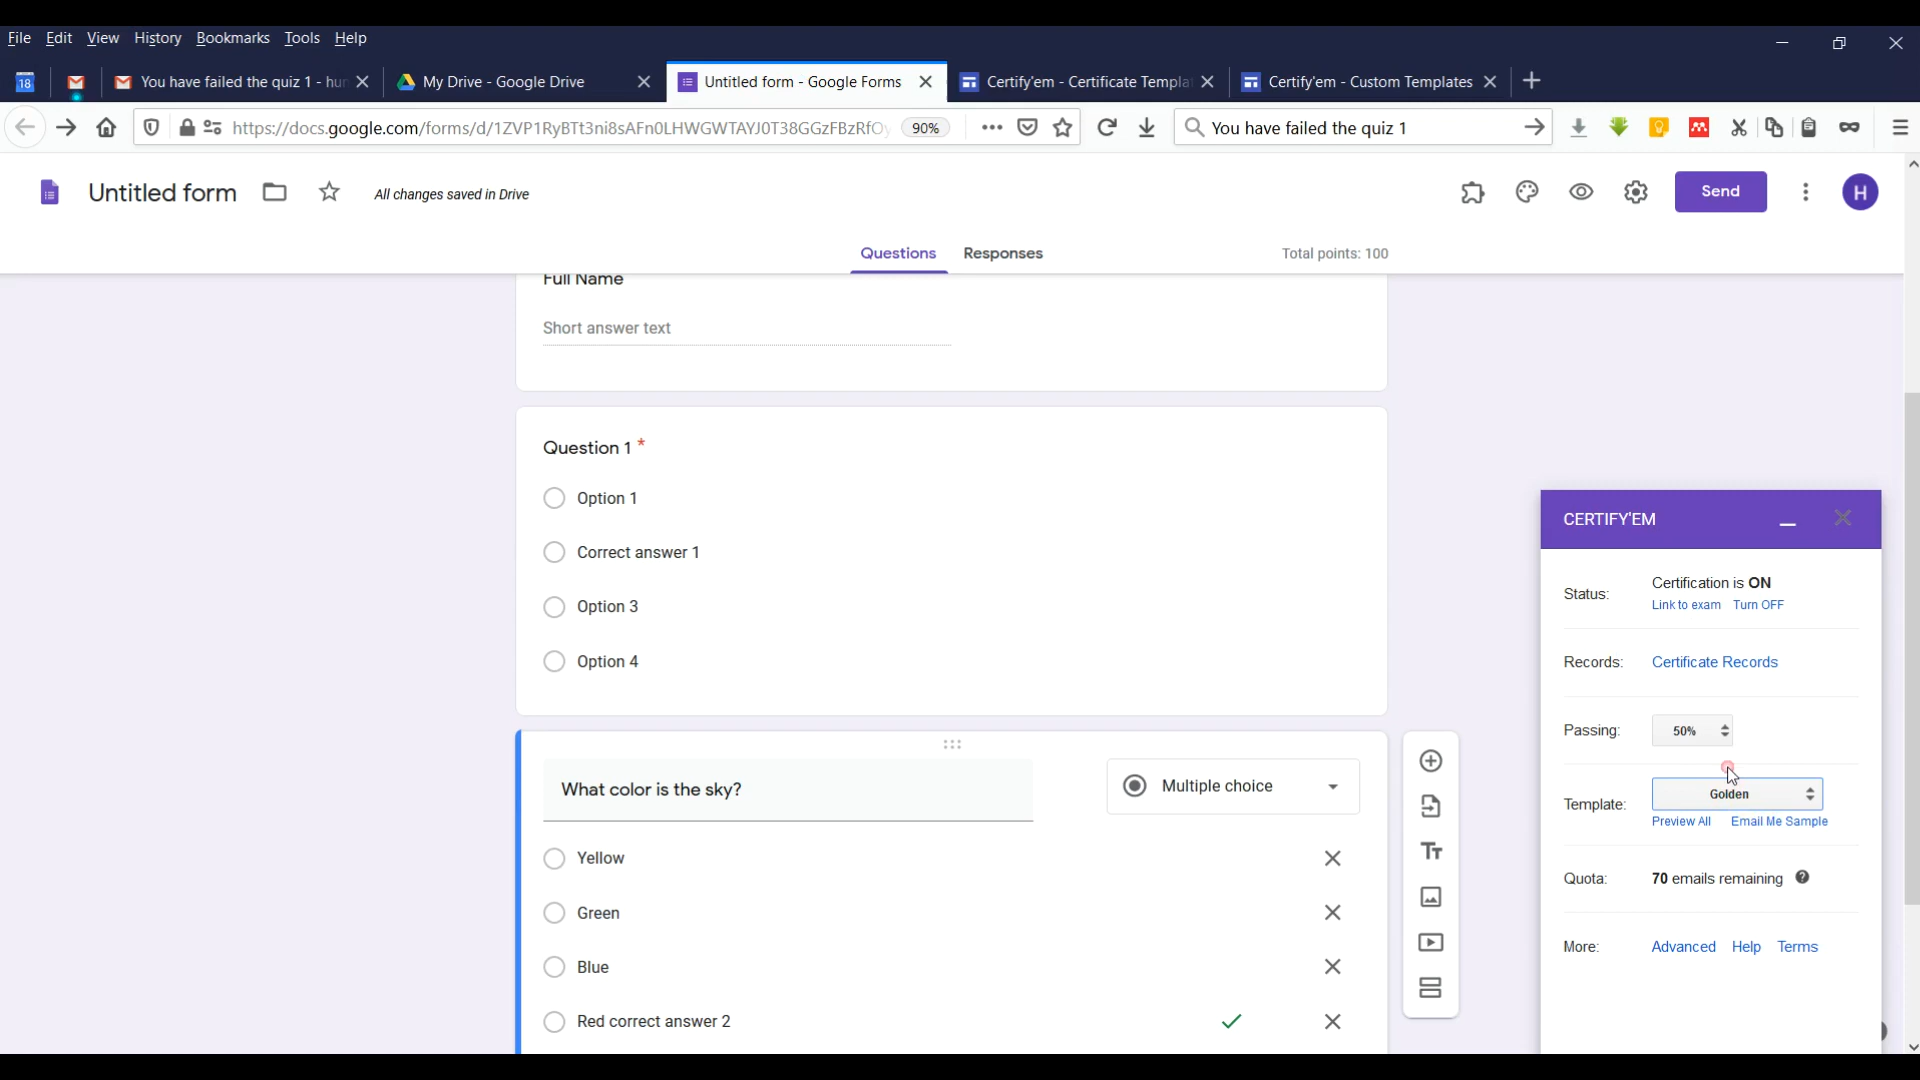 File Edit View History Bookmarks Tools Help
18
You have failed the quiz 1 - hun
My Drive - Google Drive
Untitled form - Google Forms
Certify'em - Certificate Templa
Certify'em - Custom Templates
https://docs.google.com/forms/d/1ZVP1RyBTt3ni8sAFn0LHWGWTAYJ0T38GGzFBzRfOy
90%
You have failed the quiz 1
Untitled form
All changes saved in Drive
Send
H
Questions
Responses
Total points: 100
Full Name
Short answer text
Question 1 *
Option 1
Correct answer 1
Option 3
Option 4
What color is the sky?
Multiple choice
Yellow
Green
Blue
Red correct answer 2
CERTIFY'EM
Status:
Certification is ON
Link to exam Turn OFF
Records:
Certificate Records
Passing:
50%
Template:
Golden
Preview All Email Me Sample
Quota:
70 emails remaining
More:
Advanced Help Terms